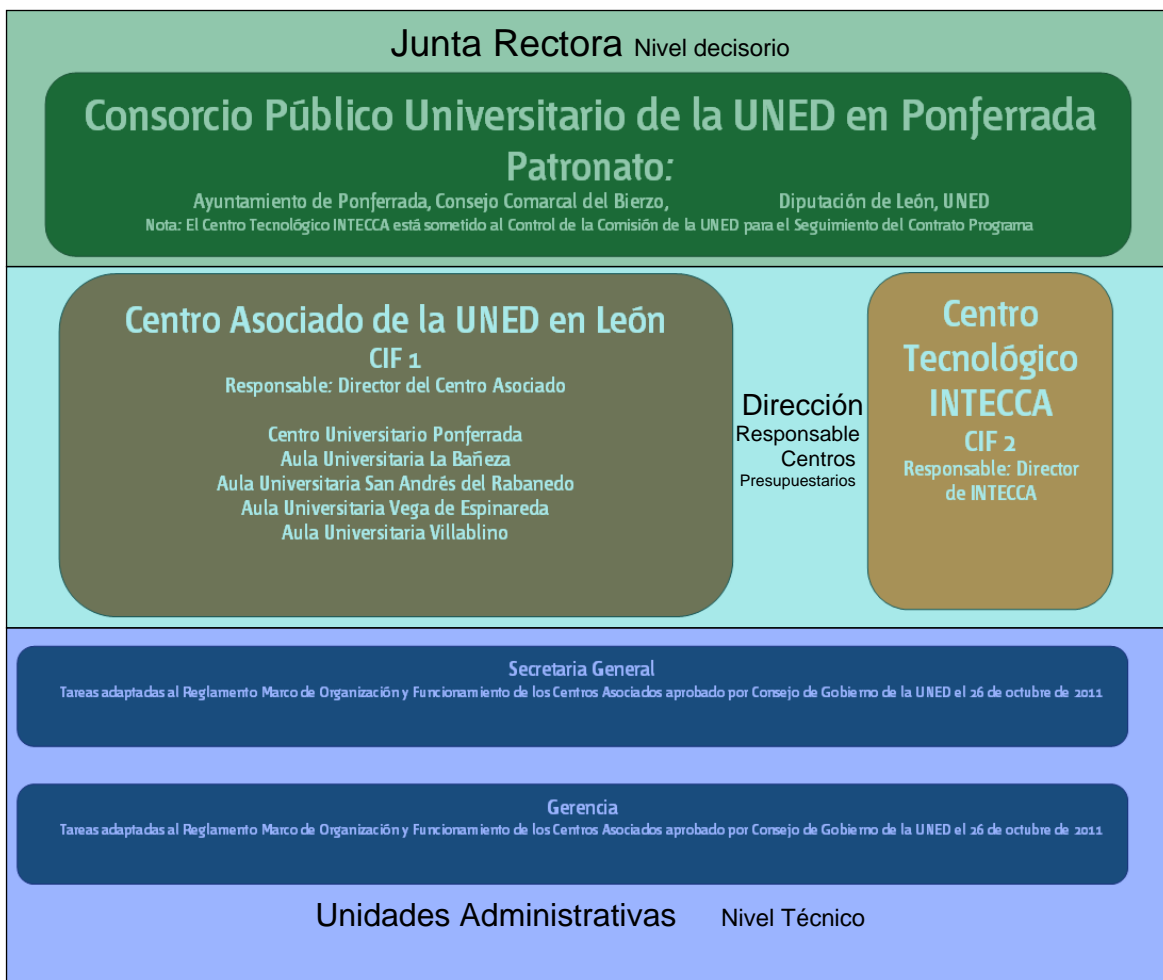 Junta Rectora Nivel decisorio
Consorcio Público Universitario de la UNED en Ponferrada
Patronato:
Ayuntamiento de Ponferrada, Consejo Comarcal del Bierzo, Diputación de León, UNED
Nota: El Centro Tecnológico INTECCA está sometido al Control de la Comisión de la UNED para el Seguimiento del Contrato Programa
Centro Asociado de la UNED en León
CIF 1
Responsable: Director del Centro Asociado
Centro Universitario Ponferrada
Aula Universitaria La Bañeza
Aula Universitaria San Andrés del Rabanedo
Aula Universitaria Vega de Espinareda
Aula Universitaria Villablino
Dirección
Responsable
Centros
Presupuestarios
Centro
Tecnológico
INTECCA
CIF 2
Responsable: Director
de INTECCA
Secretaria General
Tareas adaptadas al Reglamento Marco de Organización y Funcionamiento de los Centros Asociados aprobado por Consejo de Gobierno de la UNED el 26 de octubre de 2011
Gerencia
Tareas adaptadas al Reglamento Marco de Organización y Funcionamiento de los Centros Asociados aprobado por Consejo de Gobierno de la UNED el 26 de octubre de 2011
Unidades Administrativas Nivel Técnico